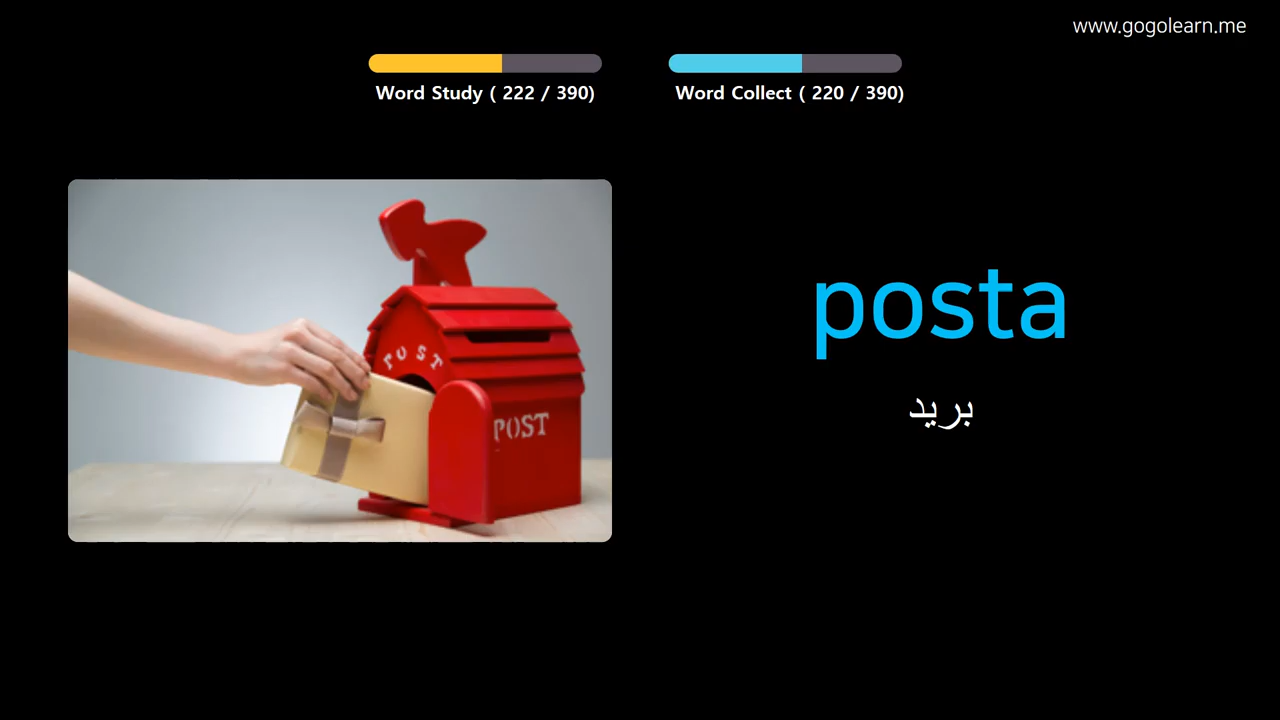 www.gogolearn.me
Word Study ( 222 / 390)
Word Collect ( 220 / 390)
POST
POST
posta
بريد